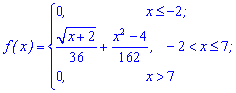 f(x) = { 0, x ≤ -2;
√(x+2)/36 + (x² - 4)/162, -2 < x ≤ 7;
0, x > 7